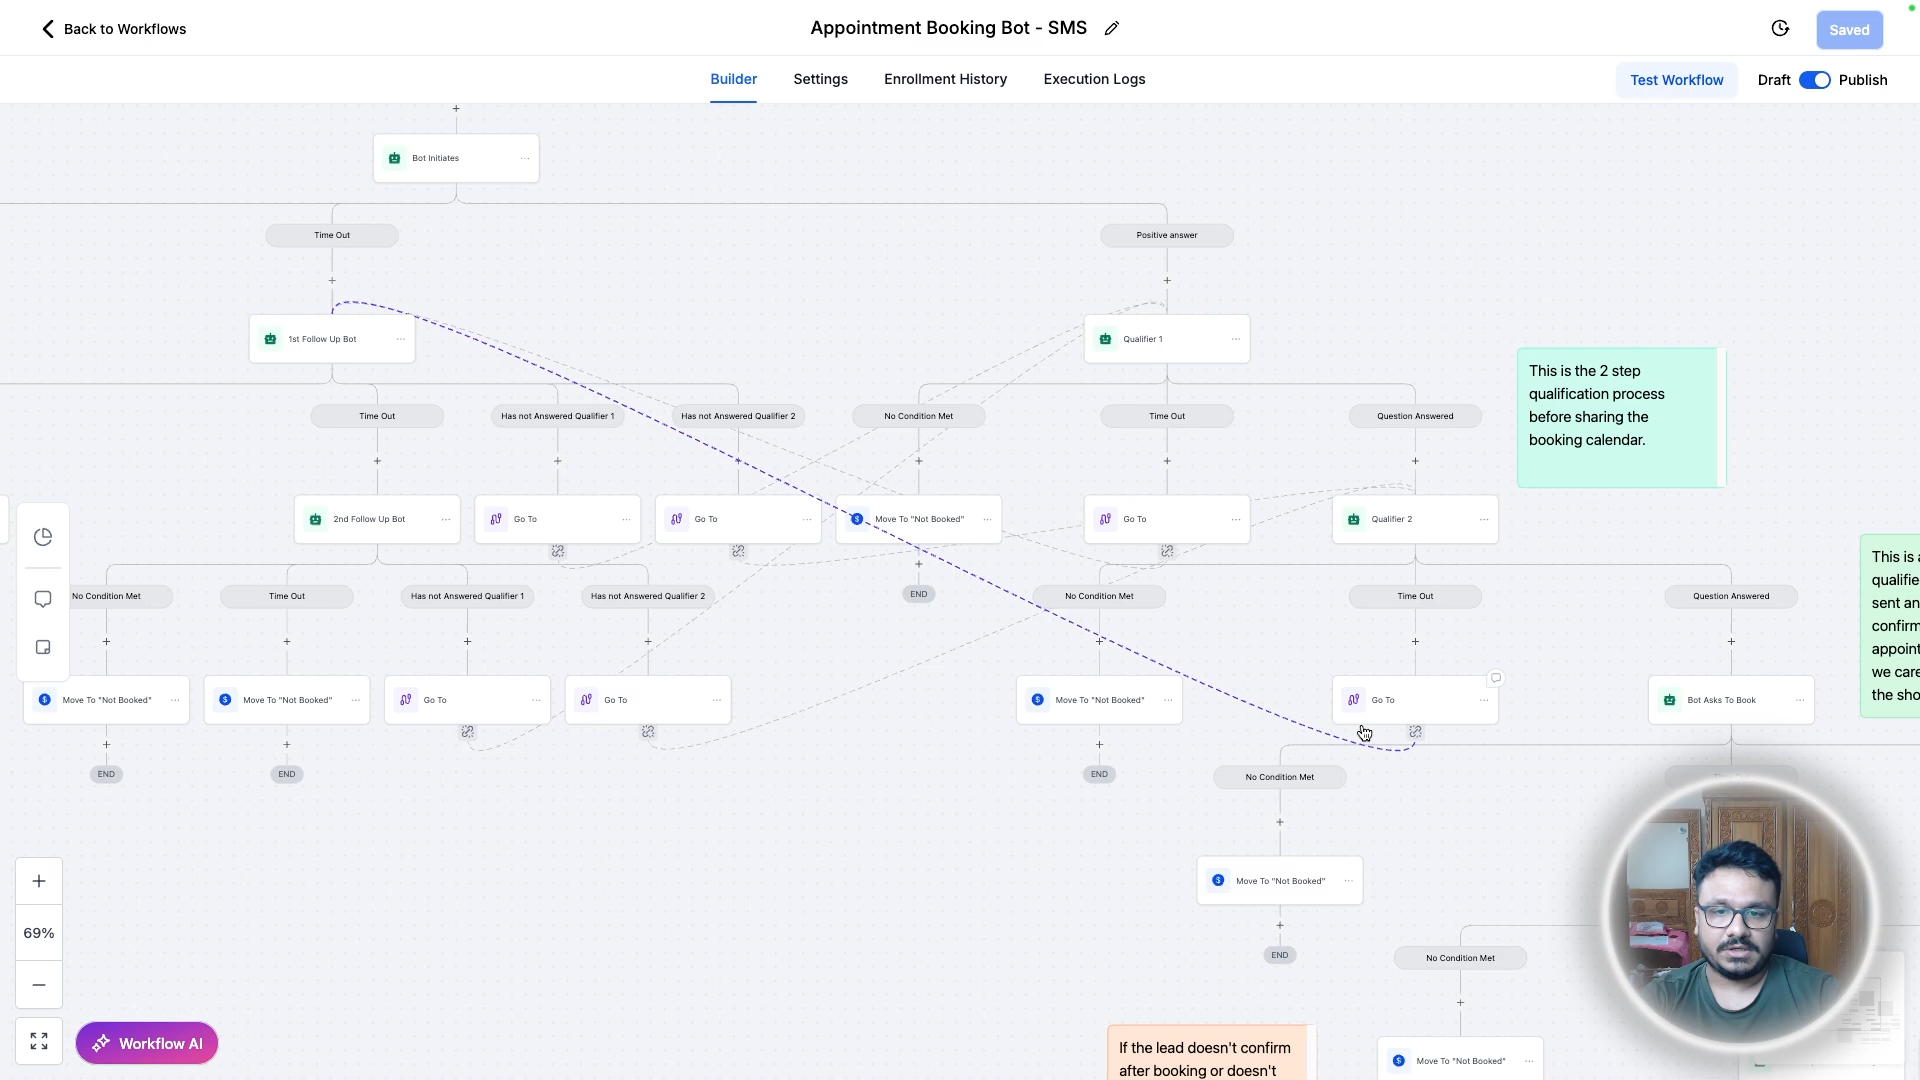 Back to Workflows
Appointment Booking Bot - SMS
Saved
Builder
Settings
Enrollment History
Execution Logs
Test Workflow
Draft
Publish
Bot Initiates
Time Out
Positive answer
1st Follow Up Bot
Qualifier 1
This is the 2 step
qualification process
before sharing the
booking calendar.
Time Out
Has not Answered Qualifier 1
Has not Answered Qualifier 2
No Condition Met
Time Out
Question Answered
2nd Follow Up Bot
Go To
Go To
Move To "Not Booked"
Go To
Qualifier 2
END
No Condition Met
Time Out
Has not Answered Qualifier 1
Has not Answered Qualifier 2
No Condition Met
Time Out
Question Answered
This is a
qualifie
sent an
confirm
appoint
we care
the sho
Move To "Not Booked"
Move To "Not Booked"
Go To
Go To
Move To "Not Booked"
Go To
Bot Asks To Book
END
END
END
No Condition Met
Move To "Not Booked"
END
No Condition Met
Move To "Not Booked"
If the lead doesn't confirm
after booking or doesn't
69%
Workflow AI